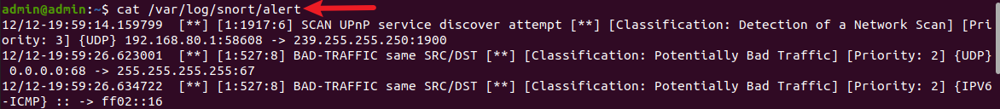 admin@admin:~$ cat /var/log/snort/alert
12/12-19:59:14.159799  [**] [1:1917:6] SCAN UPnP service discover attempt [**] [Classification: Detection of a Network Scan] [Pri
ority: 3] {UDP} 192.168.80.1:58608 -> 239.255.255.250:1900
12/12-19:59:26.623001  [**] [1:527:8] BAD-TRAFFIC same SRC/DST [**] [Classification: Potentially Bad Traffic] [Priority: 2] {UDP}
 0.0.0.0:68 -> 255.255.255.255:67
12/12-19:59:26.634722  [**] [1:527:8] BAD-TRAFFIC same SRC/DST [**] [Classification: Potentially Bad Traffic] [Priority: 2] {IPV6
-ICMP} :: -> ff02::16